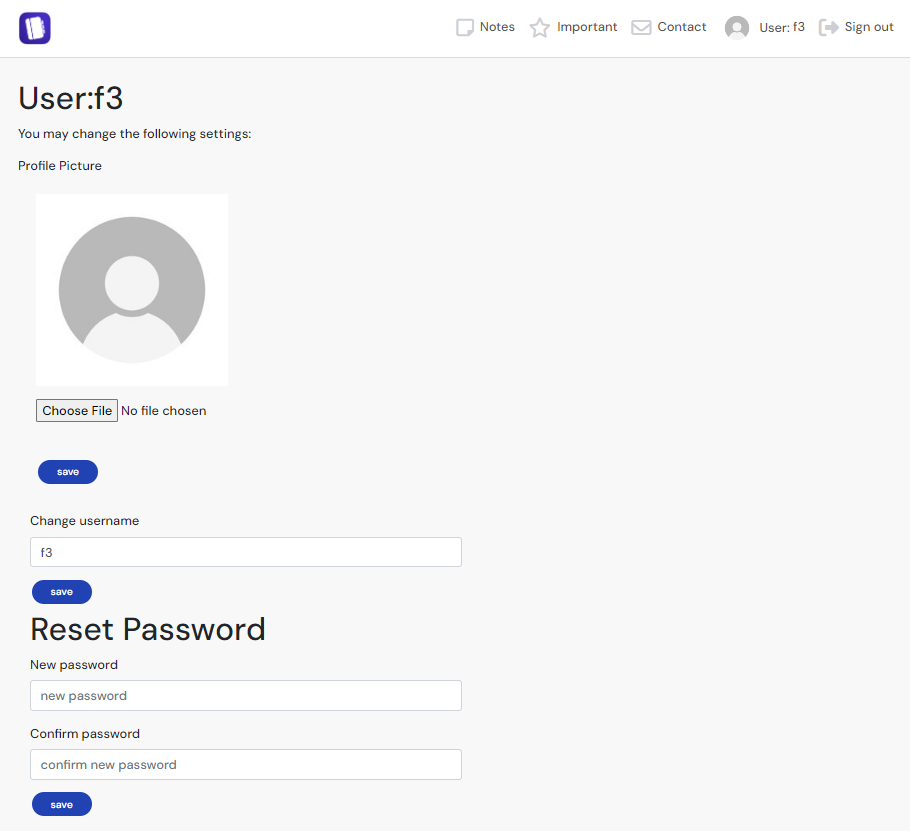 Notes Important Contact User: f3 Sign out
User:f3
You may change the following settings:
Profile Picture
Choose File No file chosen
save
Change username
f3
save
Reset Password
New password
new password
Confirm password
confirm new password
save